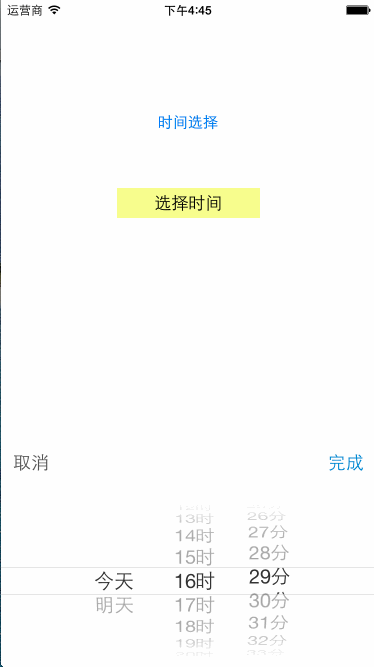 运营商 下午4:45
时间选择
选择时间
取消 完成
13时 26分
14时 27分
15时 28分
今天 16时 29分
明天 17时 30分
18时 31分
19时 32分